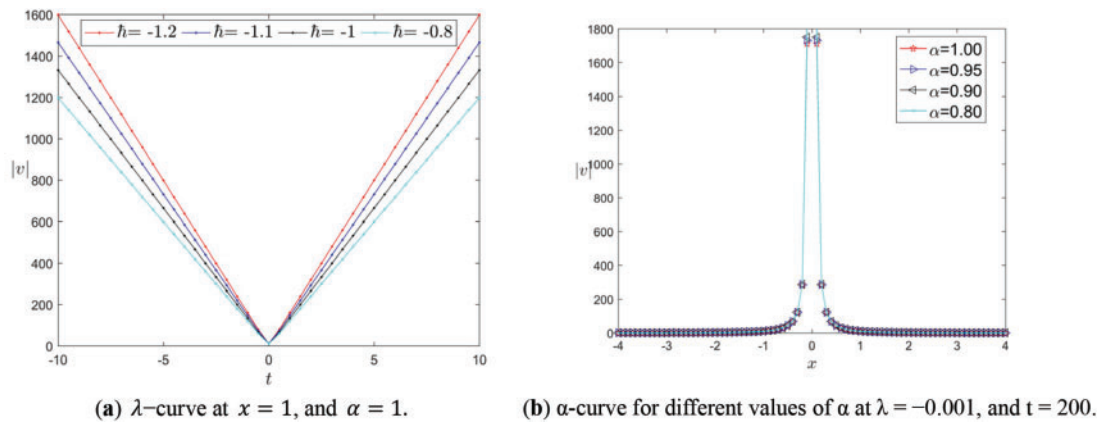 1600
1400
1200
1000
|v|
800
600
400
200
0
-10 -5 0 5 10
t
ℏ= -1.2 ℏ= -1.1 ℏ= -1 ℏ= -0.8
(a) λ−curve at x = 1, and α = 1.
1800
1600
1400
1200
1000
|v|
800
600
400
200
0
-4 -3 -2 -1 0 1 2 3 4
x
α=1.00
α=0.95
α=0.90
α=0.80
(b) α-curve for different values of α at λ = −0.001, and t = 200.